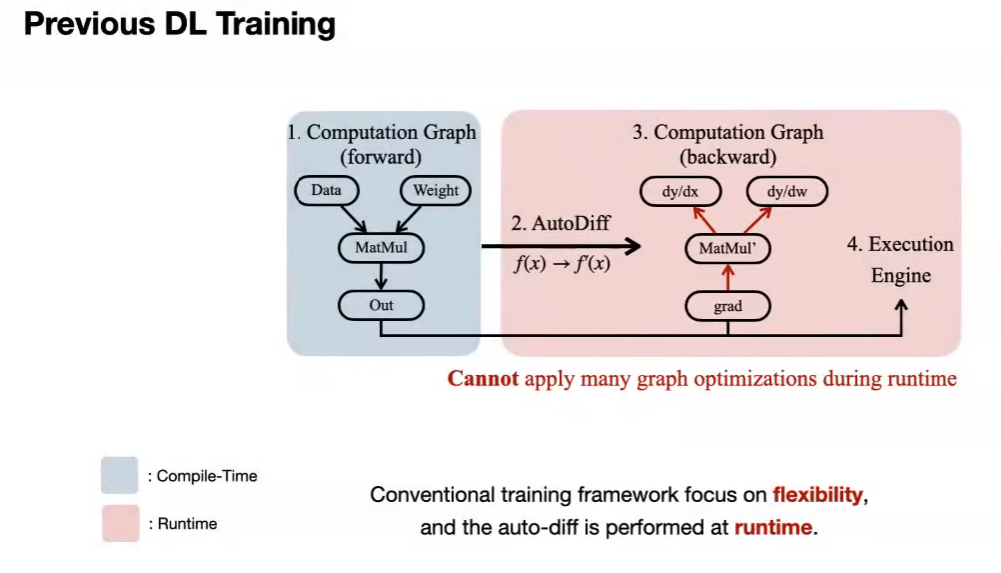 Previous DL Training
1. Computation Graph
(forward)
Data
Weight
MatMul
Out
2. AutoDiff
f(x) → f'(x)
3. Computation Graph
(backward)
dy/dx
dy/dw
MatMul’
grad
4. Execution
Engine
Cannot apply many graph optimizations during runtime
: Compile-Time
: Runtime
Conventional training framework focus on flexibility,
and the auto-diff is performed at runtime.